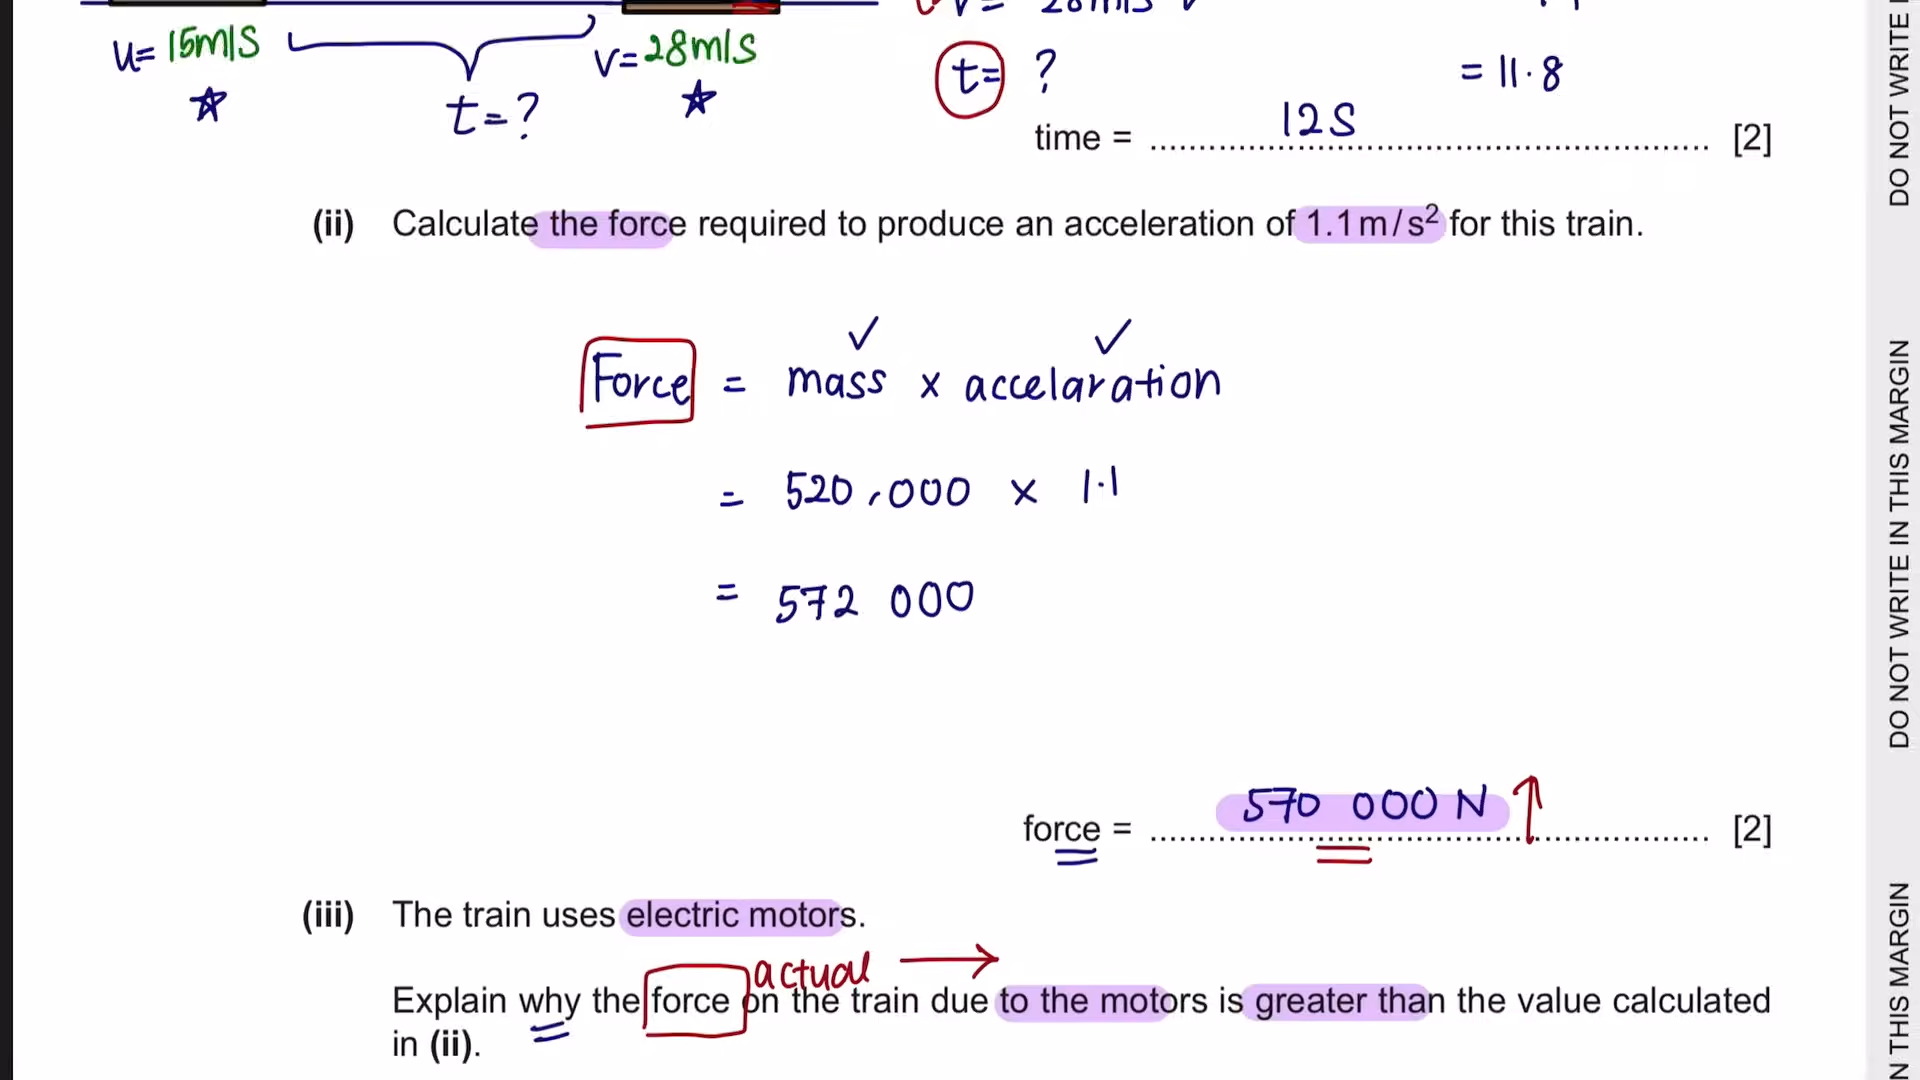 u= 15m/s
v=28m/s
t=?
t= ?
= 11.8
time = 12s [2]
(ii) Calculate the force required to produce an acceleration of 1.1 m/s² for this train.
Force = mass x accelaration
= 520,000 x 1.1
= 572 000
force = 570 000 N ↑ [2]
(iii) The train uses electric motors.
actual →
Explain why the force on the train due to the motors is greater than the value calculated
in (ii).
DO NOT WRITE
DO NOT WRITE IN THIS MARGIN
N THIS MARGIN